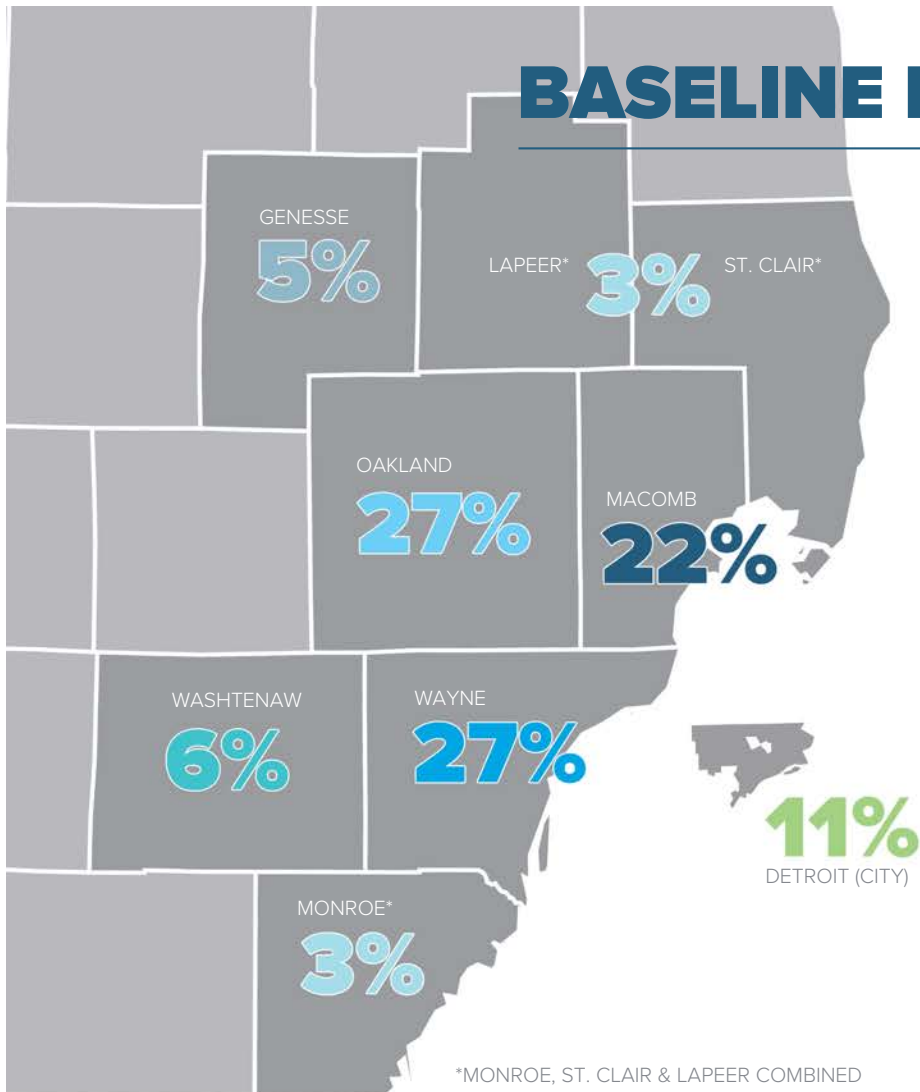 BASELINE
GENESSE
5%
LAPEER* 3% ST. CLAIR*
OAKLAND
27%
MACOMB
22%
WASHTENAW
6%
WAYNE
27%
11%
DETROIT (CITY)
MONROE*
3%
*MONROE, ST. CLAIR & LAPEER COMBINED